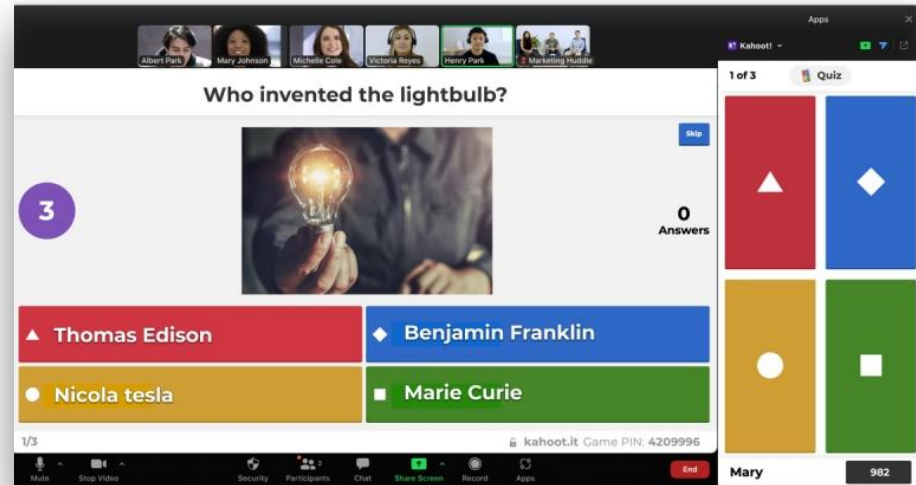 Apps
Albert Park
Mary Johnson
Michelle Cole
Victoria Reyes
Henry Park
Marketing Huddle
K! Kahoot!
1 of 3
Quiz
Who invented the lightbulb?
Skip
3
0
Answers
Thomas Edison
Benjamin Franklin
Nicola tesla
Marie Curie
1/3
kahoot.it Game PIN: 4209996
Mute
Stop Video
Security
Participants
3
Chat
Share Screen
Record
Apps
End
Mary
982